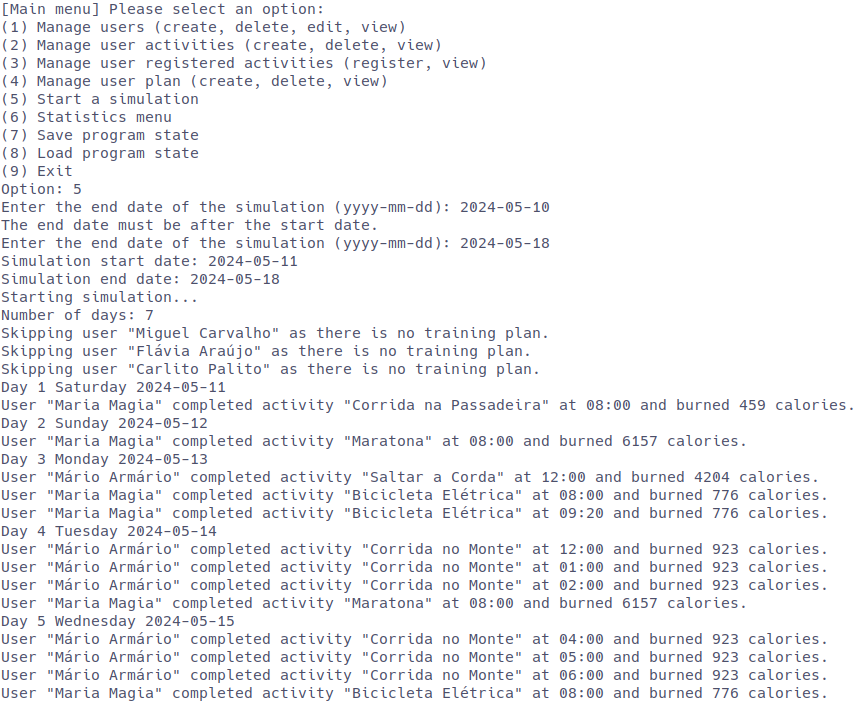 [Main menu] Please select an option:
(1) Manage users (create, delete, edit, view)
(2) Manage user activities (create, delete, view)
(3) Manage user registered activities (register, view)
(4) Manage user plan (create, delete, view)
(5) Start a simulation
(6) Statistics menu
(7) Save program state
(8) Load program state
(9) Exit
Option: 5
Enter the end date of the simulation (yyyy-mm-dd): 2024-05-10
The end date must be after the start date.
Enter the end date of the simulation (yyyy-mm-dd): 2024-05-18
Simulation start date: 2024-05-11
Simulation end date: 2024-05-18
Starting simulation...
Number of days: 7
Skipping user "Miguel Carvalho" as there is no training plan.
Skipping user "Flávia Araújo" as there is no training plan.
Skipping user "Carlito Palito" as there is no training plan.
Day 1 Saturday 2024-05-11
User "Maria Magia" completed activity "Corrida na Passadeira" at 08:00 and burned 459 calories.
Day 2 Sunday 2024-05-12
User "Maria Magia" completed activity "Maratona" at 08:00 and burned 6157 calories.
Day 3 Monday 2024-05-13
User "Mário Armário" completed activity "Saltar a Corda" at 12:00 and burned 4204 calories.
User "Maria Magia" completed activity "Bicicleta Elétrica" at 08:00 and burned 776 calories.
User "Maria Magia" completed activity "Bicicleta Elétrica" at 09:20 and burned 776 calories.
Day 4 Tuesday 2024-05-14
User "Mário Armário" completed activity "Corrida no Monte" at 12:00 and burned 923 calories.
User "Mário Armário" completed activity "Corrida no Monte" at 01:00 and burned 923 calories.
User "Mário Armário" completed activity "Corrida no Monte" at 02:00 and burned 923 calories.
User "Maria Magia" completed activity "Maratona" at 08:00 and burned 6157 calories.
Day 5 Wednesday 2024-05-15
User "Mário Armário" completed activity "Corrida no Monte" at 04:00 and burned 923 calories.
User "Mário Armário" completed activity "Corrida no Monte" at 05:00 and burned 923 calories.
User "Mário Armário" completed activity "Corrida no Monte" at 06:00 and burned 923 calories.
User "Maria Magia" completed activity "Bicicleta Elétrica" at 08:00 and burned 776 calories.